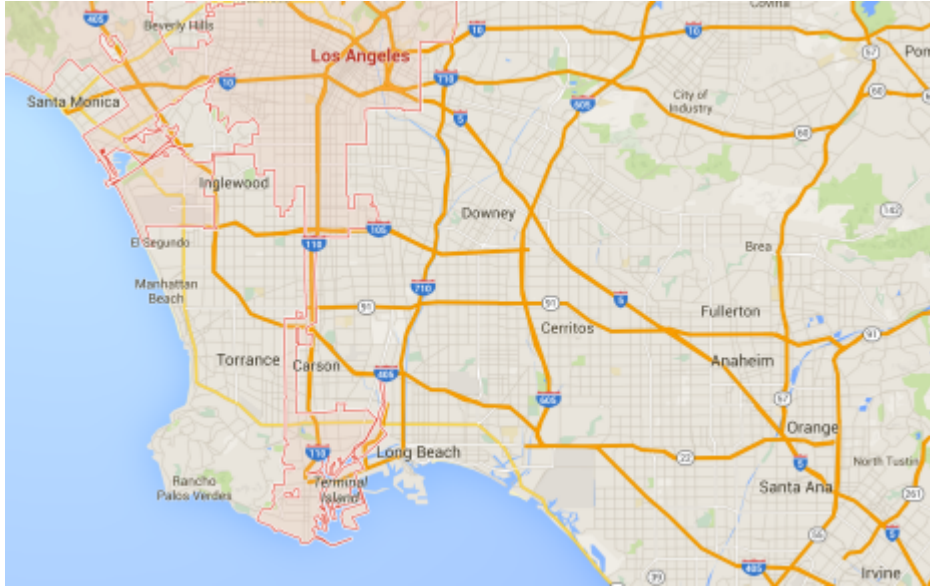 405
Beverly Hills
10
10
Covina
Los Angeles
57
Pom
10
710
60
605
City of
Industry
Santa Monica
5
60
Inglewood
Downey
142
El Segundo
110
105
Brea
Manhattan
Beach
710
91
91
5
Fullerton
Cerritos
91
Torrance
Carson
405
Anaheim
605
57
Orange
110
Long Beach
22
5
North Tustin
Rancho
Palos Verdes
Terminal
Island
Santa Ana
261
55
5
405
39
Irvine